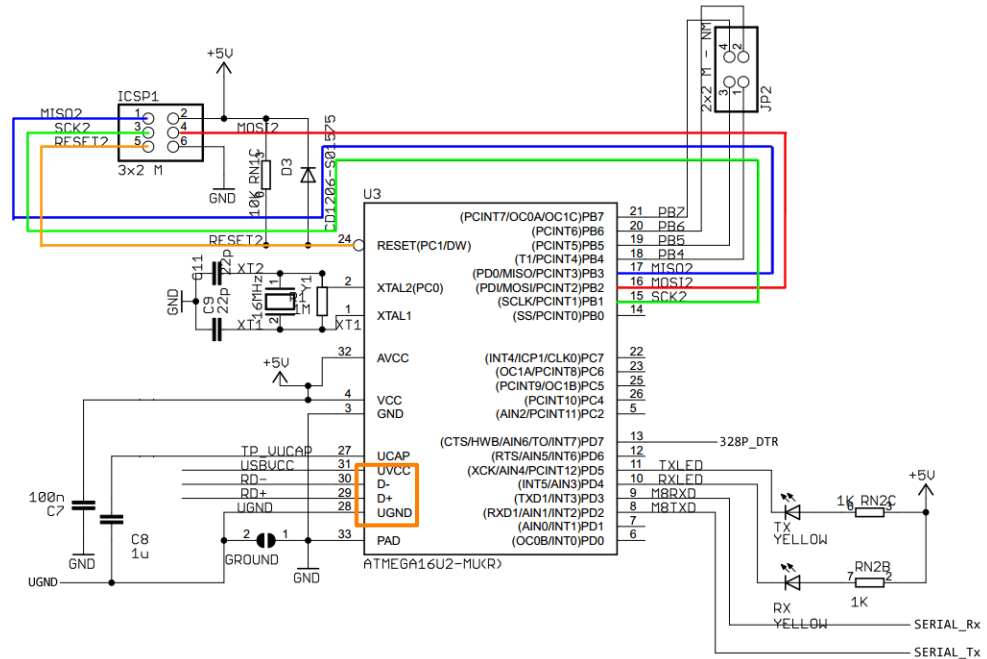 +5V
ICSP1
MISO2 1 2
SCK2 3 4 MOSI2
RESET2 5 6
3x2 M
GND
10K RN1C
3
6
D3
CD1206-S01575
2x2 M - NM
4 2
3 1
JP2
U3
RESET2 24 RESET(PC1/DW)
(PCINT7/OC0A/OC1C)PB7 21 PB7
(PCINT6)PB6 20 PB6
(PCINT5)PB5 19 PB5
(T1/PCINT4)PB4 18 PB4
(PD0/MISO/PCINT3)PB3 17 MISO2
(PDI/MOSI/PCINT2)PB2 16 MOSI2
(SCLK/PCINT1)PB1 15 SCK2
(SS/PCINT0)PB0 14
C11
22p
XT2
2 XTAL2(PC0)
GND
C9
22p
XT1
16MHz
1
2
Y1
R1
1M
XT1
1 XTAL1
+5V
32 AVCC
4 VCC
3 GND
(INT4/ICP1/CLK0)PC7 22
(OC1A/PCINT8)PC6 23
(PCINT9/OC1B)PC5 25
(PCINT10)PC4 26
(AIN2/PCINT11)PC2 5
TP_VUCAP 27 UCAP
USBVCC 31 UVCC
RD- 30 D-
RD+ 29 D+
UGND 28 UGND
33 PAD
(CTS/HWB/AIN6/TO/INT7)PD7 13 328P_DTR
(RTS/AIN5/INT6)PD6 12
(XCK/AIN4/PCINT12)PD5 11 TXLED
(INT5/AIN3)PD4 10 RXLED
(TXD1/INT3)PD3 9 M8RXD
(RXD1/AIN1/INT2)PD2 8 M8TXD
(AIN0/INT1)PD1 7
(OC0B/INT0)PD0 6
100n
C7
GND
C8
1u
2 1
GROUND
GND
UGND
ATMEGA16U2-MU(R)
+5V
1K RN2C
6 3
TX
YELLOW
RN2B
7 2
1K
RX
YELLOW
SERIAL_Rx
SERIAL_Tx